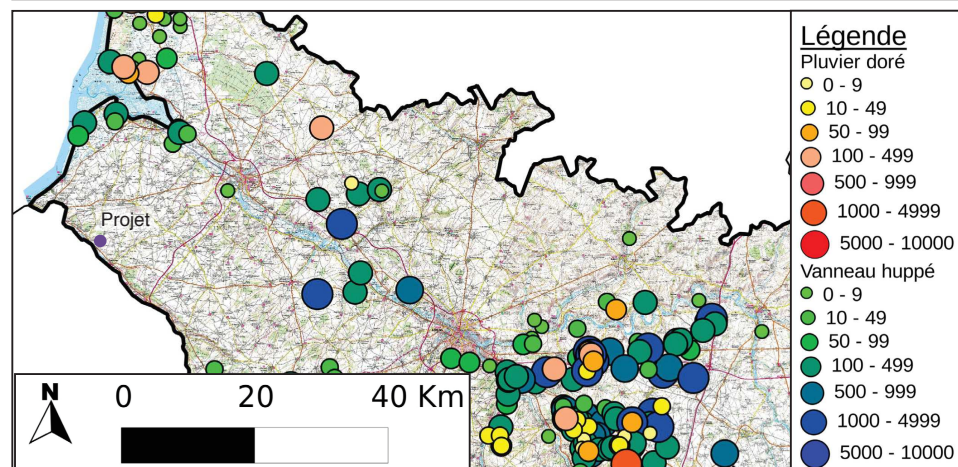 Projet
N
0 20 40 Km
Légende
Pluvier doré
0 - 9
10 - 49
50 - 99
100 - 499
500 - 999
1000 - 4999
5000 - 10000
Vanneau huppé
0 - 9
10 - 49
50 - 99
100 - 499
500 - 999
1000 - 4999
5000 - 10000